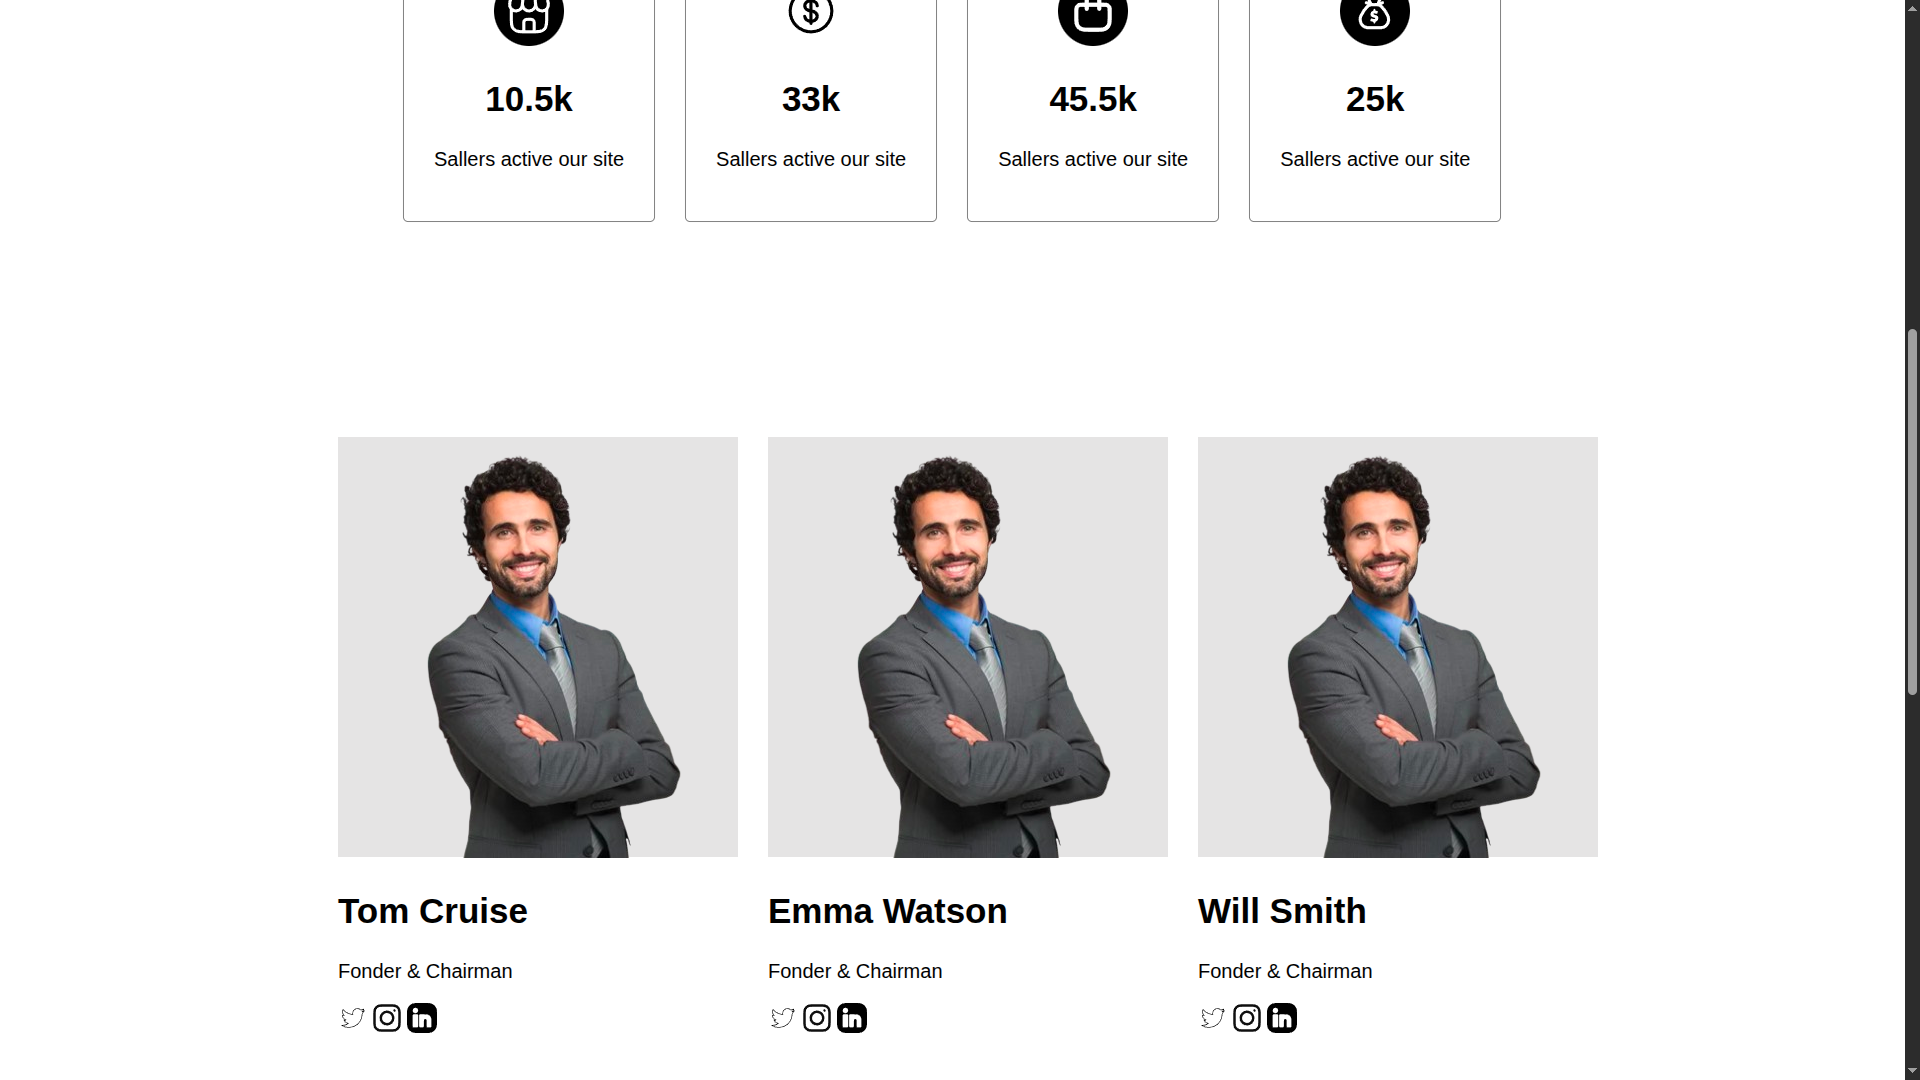 10.5k
33k
45.5k
25k
Sallers active our site
Sallers active our site
Sallers active our site
Sallers active our site
Tom Cruise
Emma Watson
Will Smith
Fonder & Chairman
Fonder & Chairman
Fonder & Chairman